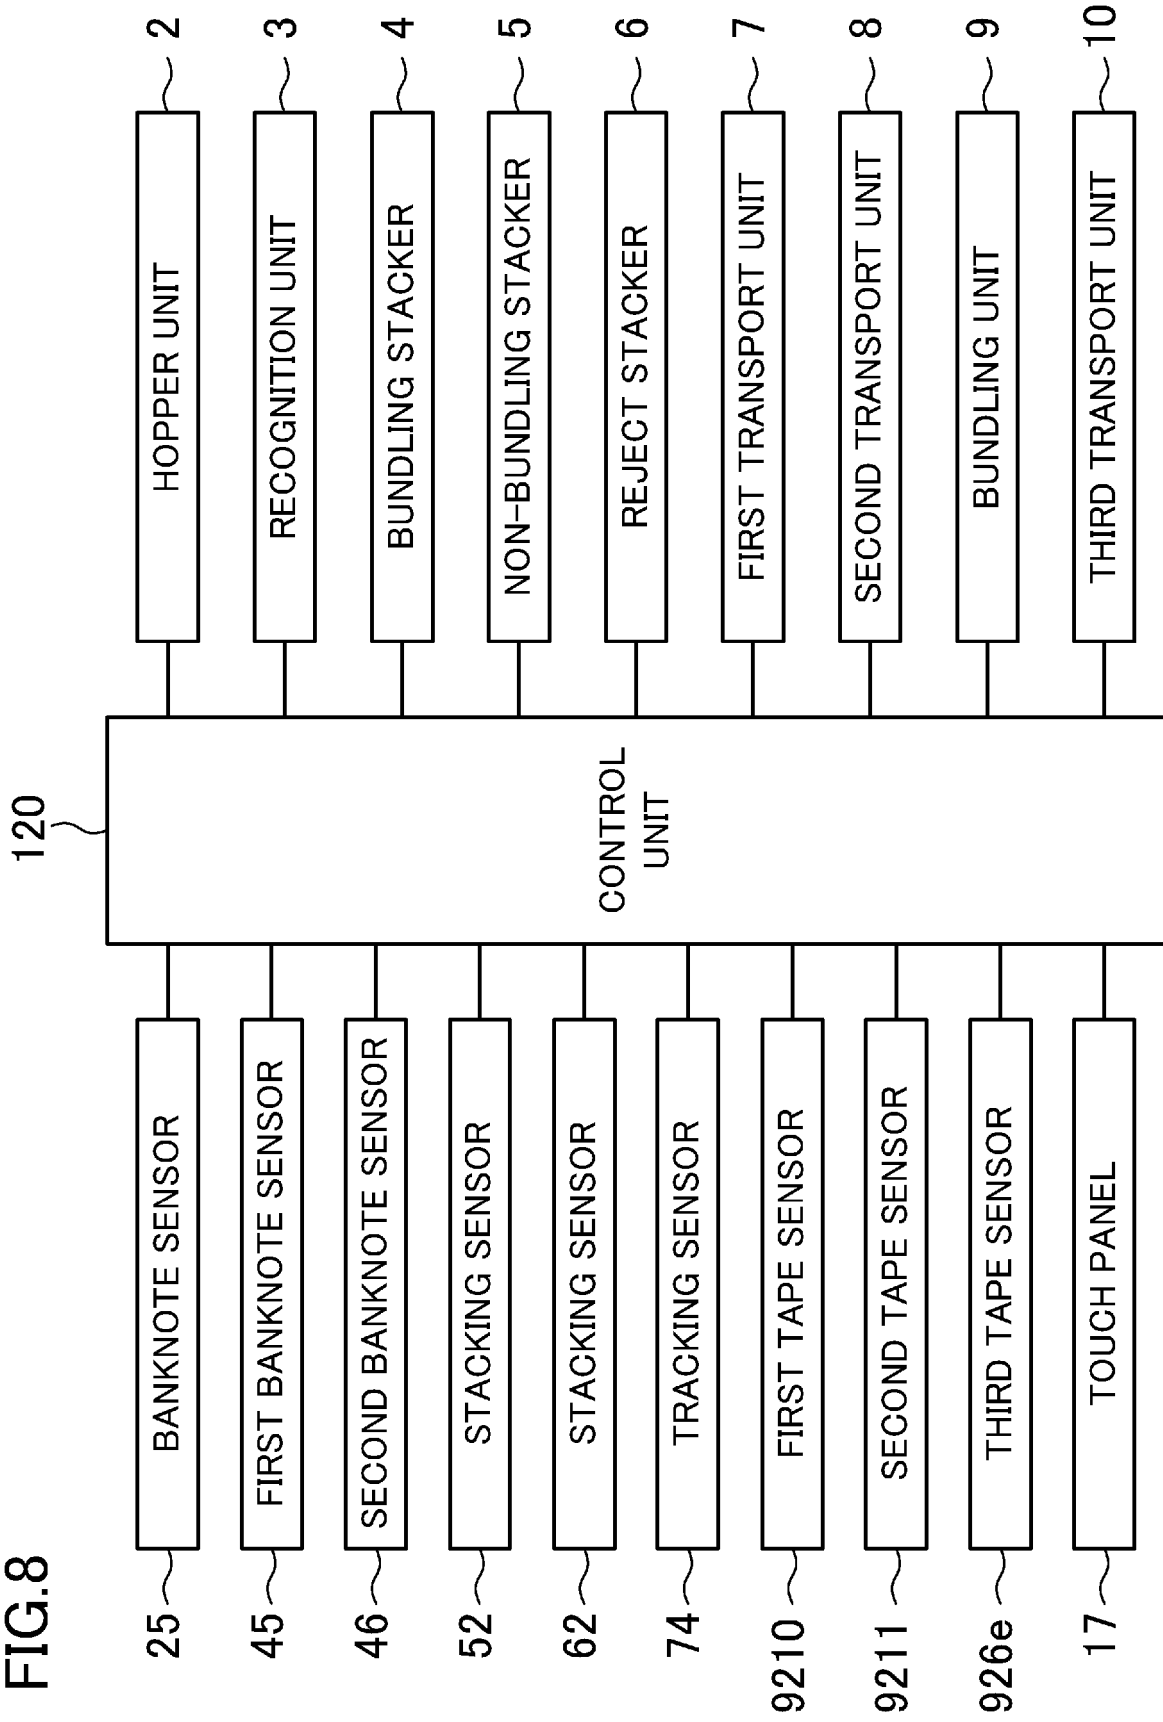 FIG.8
120
CONTROL
UNIT
25
BANKNOTE SENSOR
45
FIRST BANKNOTE SENSOR
46
SECOND BANKNOTE SENSOR
52
STACKING SENSOR
62
STACKING SENSOR
74
TRACKING SENSOR
9210
FIRST TAPE SENSOR
9211
SECOND TAPE SENSOR
926e
THIRD TAPE SENSOR
17
TOUCH PANEL
HOPPER UNIT
2
RECOGNITION UNIT
3
BUNDLING STACKER
4
NON-BUNDLING STACKER
5
REJECT STACKER
6
FIRST TRANSPORT UNIT
7
SECOND TRANSPORT UNIT
8
BUNDLING UNIT
9
THIRD TRANSPORT UNIT
10